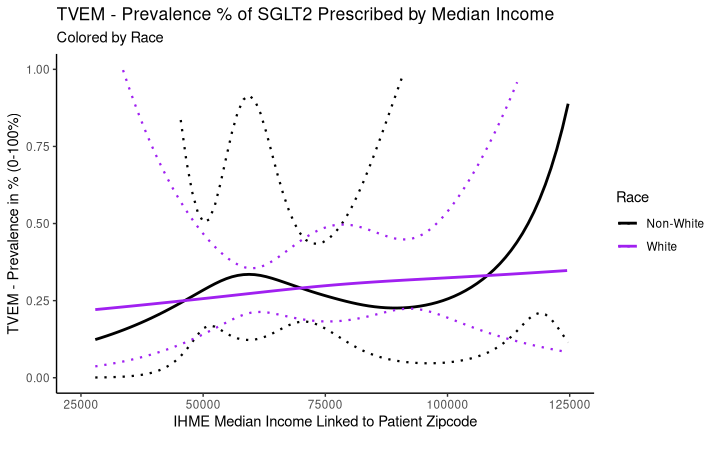 TVEM - Prevalence % of SGLT2 Prescribed by Median Income
Colored by Race
TVEM - Prevalence in % (0-100%)
1.00
0.75
0.50
0.25
0.00
25000
50000
75000
100000
125000
IHME Median Income Linked to Patient Zipcode
Race
Non-White
White